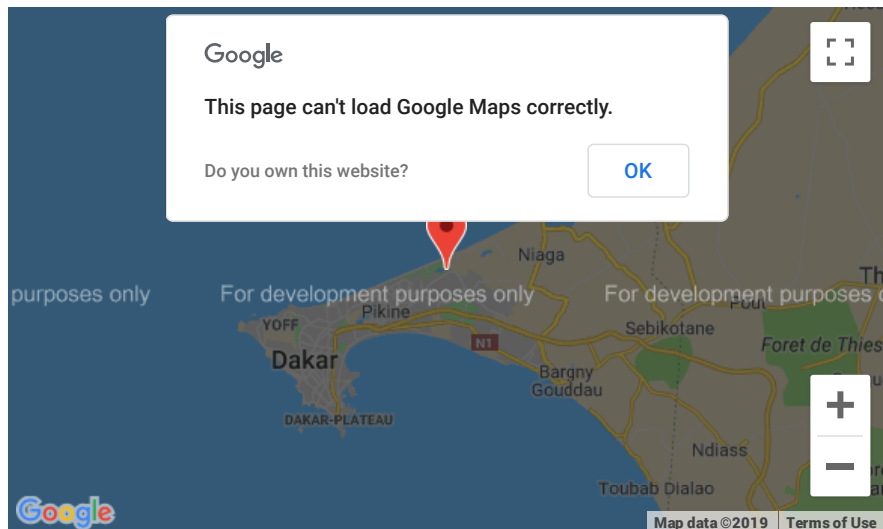 Google
This page can't load Google Maps correctly.
Do you own this website?
OK
Niaga
purposes only
For development purposes only
For development purposes
Pout
Pikine
YOFF
Sebikotane
N1
Foret de Thies
Dakar
Bargny
Gouddau
DAKAR-PLATEAU
Ndiass
Toubab Dialao
Google
Map data ©2019
Terms of Use